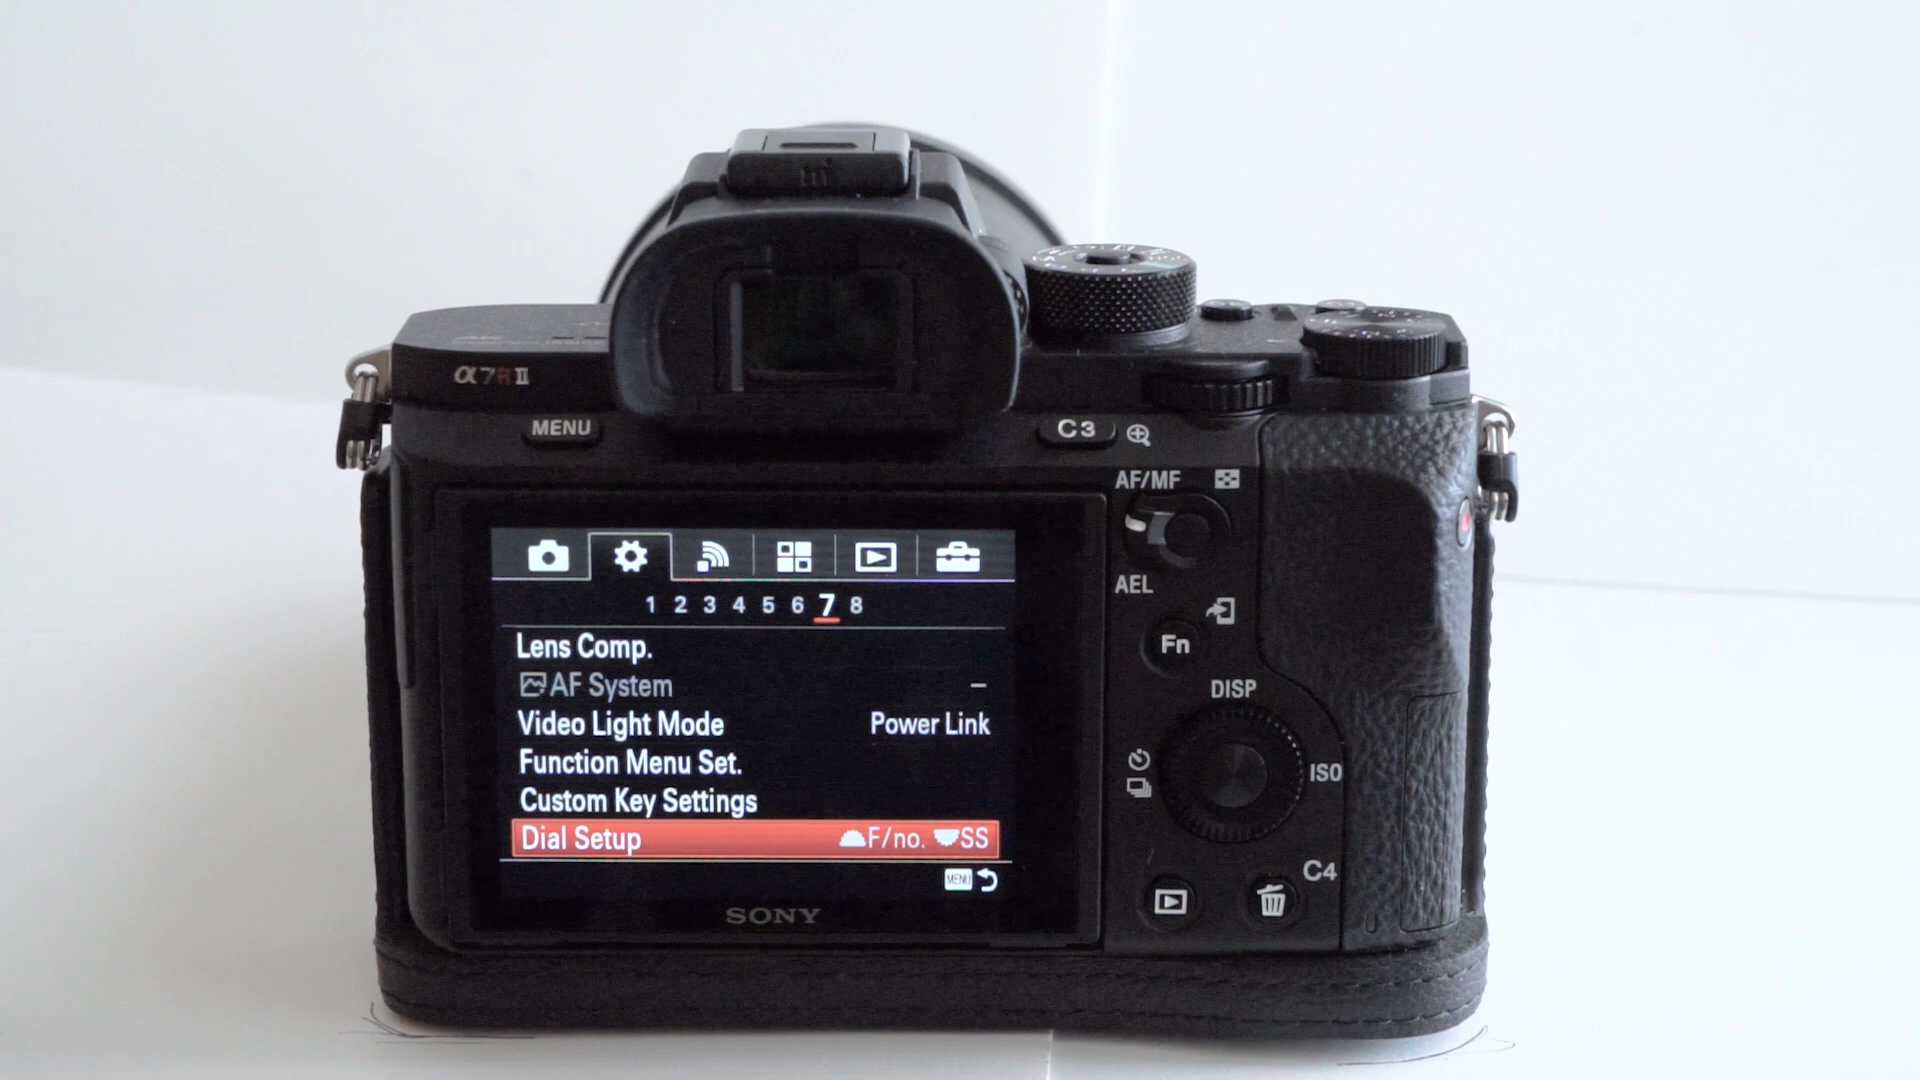 α7RII
MENU
C3
AF/MF
1 2 3 4 5 6 7 8
AEL
Lens Comp.
AF System –
Video Light Mode Power Link
Function Menu Set.
Custom Key Settings
Dial Setup F/no. SS
MENU
Fn
DISP
ISO
C4
SONY